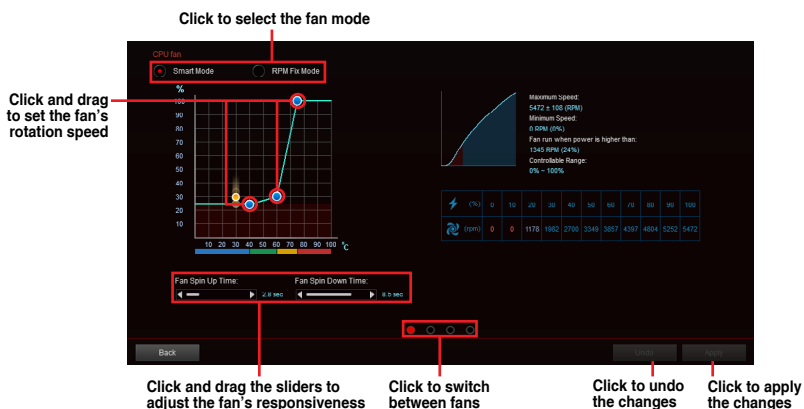 Click to select the fan mode
CPU fan
Smart Mode
RPM Fix Mode
Click and drag
to set the fan's
rotation speed
%
100
90
80
70
60
50
40
30
20
10
10 20 30 40 50 60 70 80 90 100 °C
Maximum Speed:
5472 ± 108 (RPM)
Minimum Speed:
0 RPM (0%)
Fan run when power is higher than:
1345 RPM (24%)
Controllable Range:
0% ~ 100%
(%) 0 10 20 30 40 50 60 70 80 90 100
(rpm) 0 0 1178 1982 2700 3349 3857 4397 4804 5252 5472
Fan Spin Up Time:
2.8 sec
Fan Spin Down Time:
8.5 sec
Back
Undo
Apply
Click and drag the sliders to
adjust the fan's responsiveness
Click to switch
between fans
Click to undo
the changes
Click to apply
the changes